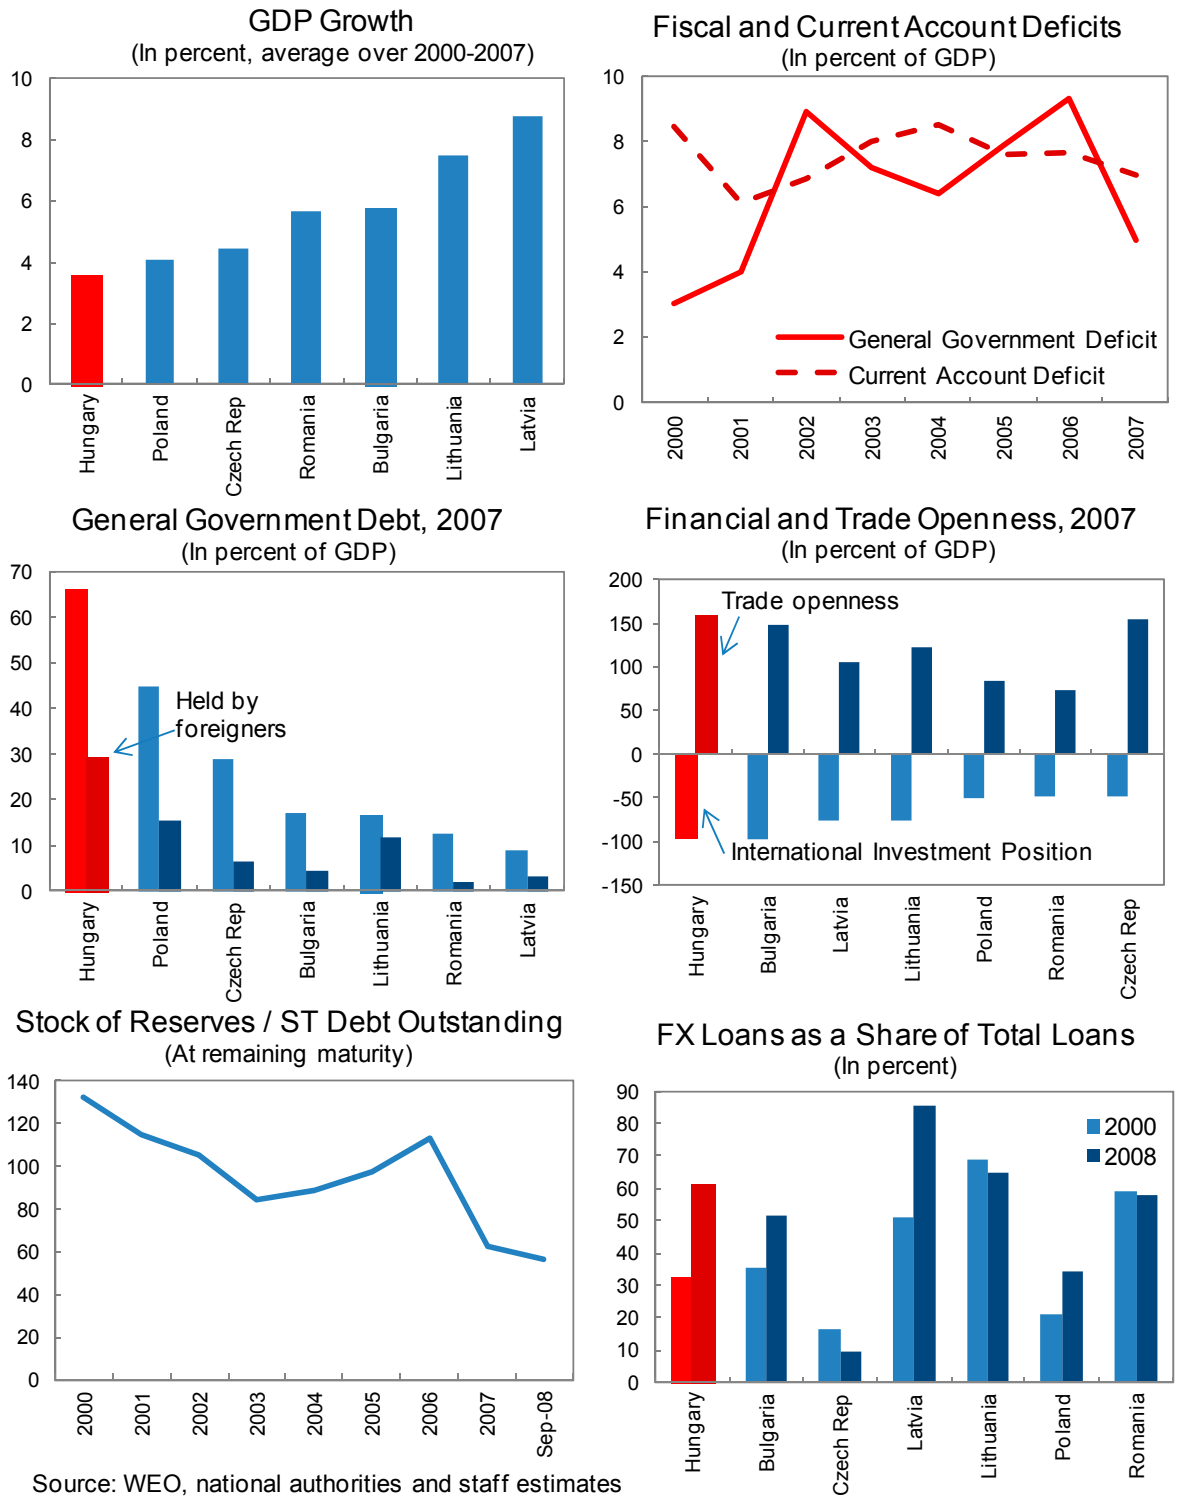 GDP Growth
(In percent, average over 2000-2007)
10
8
6
4
2
0
Hungary
Poland
Czech Rep
Romania
Bulgaria
Lithuania
Latvia
Fiscal and Current Account Deficits
(In percent of GDP)
10
8
6
4
2
0
General Government Deficit
Current Account Deficit
2000
2001
2002
2003
2004
2005
2006
2007
General Government Debt, 2007
(In percent of GDP)
70
60
50
40
30
20
10
0
Held by
foreigners
Hungary
Poland
Czech Rep
Bulgaria
Lithuania
Romania
Latvia
Financial and Trade Openness, 2007
(In percent of GDP)
200
150
100
50
0
-50
-100
-150
Trade openness
International Investment Position
Hungary
Bulgaria
Latvia
Lithuania
Poland
Romania
Czech Rep
Stock of Reserves / ST Debt Outstanding
(At remaining maturity)
140
120
100
80
60
40
20
0
2000
2001
2002
2003
2004
2005
2006
2007
Sep-08
FX Loans as a Share of Total Loans
(In percent)
90
80
70
60
50
40
30
20
10
0
2000
2008
Hungary
Bulgaria
Czech Rep
Latvia
Lithuania
Poland
Romania
Source: WEO, national authorities and staff estimates